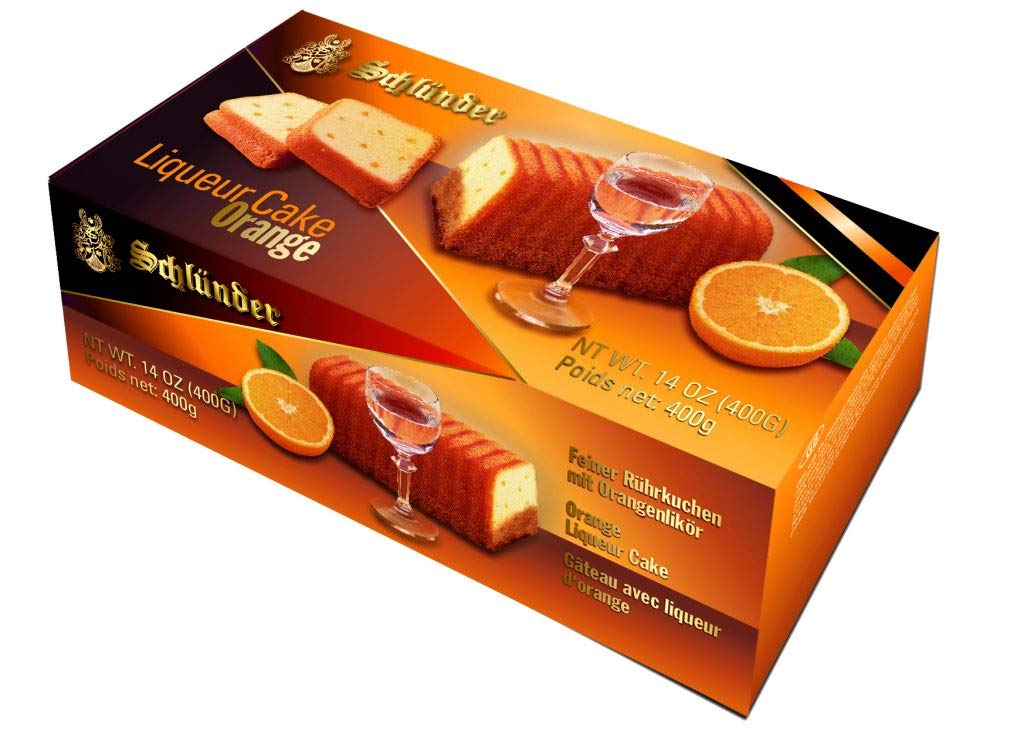 Schlünder
Liqueur Cake
Orange
NT WT. 14 OZ (400G)
Poids net: 400g
Schlünder
NT WT. 14 OZ (400G)
Poids net: 400g
Feiner Rührkuchen
mit Orangenlikör
Orange
Liqueur Cake
Gâteau avec liqueur
d'orange
GB